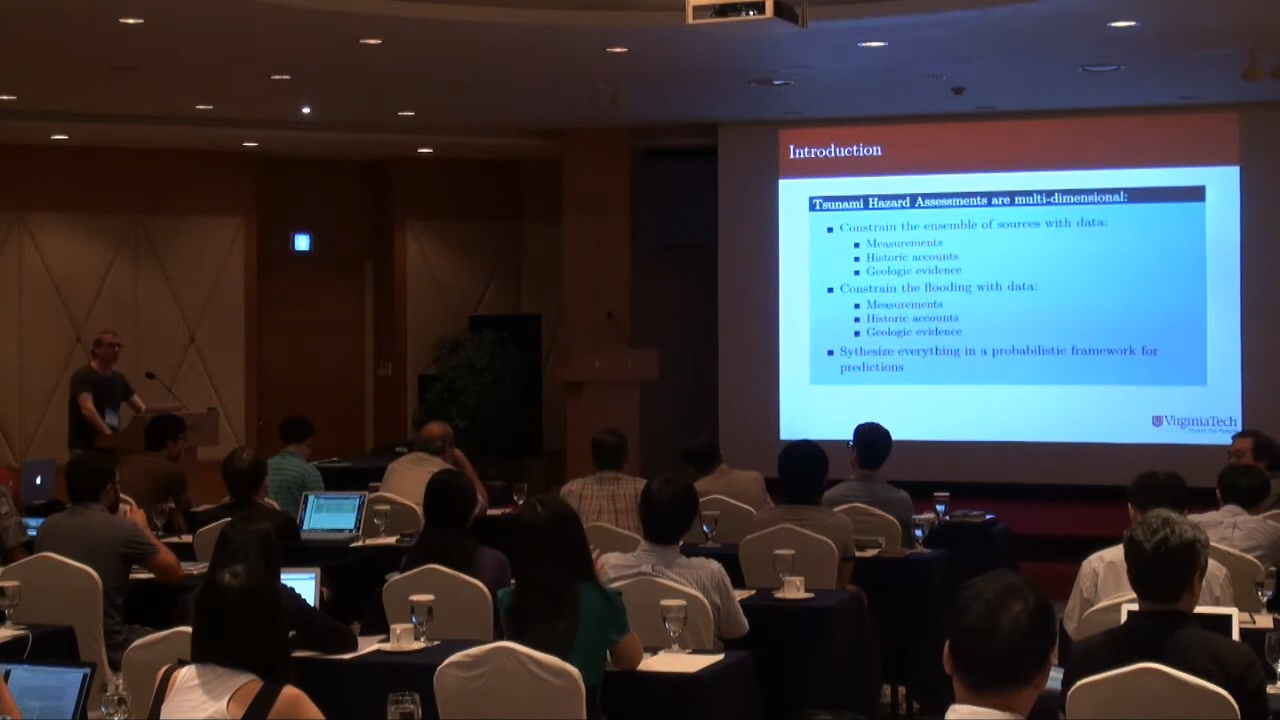 Introduction
Tsunami Hazard Assessments are multi-dimensional:
Constrain the ensemble of sources with data:
Measurements
Historic accounts
Geologic evidence
Constrain the flooding with data:
Measurements
Historic accounts
Geologic evidence
Sythesize everything in a probabilistic framework for
predictions
VirginiaTech